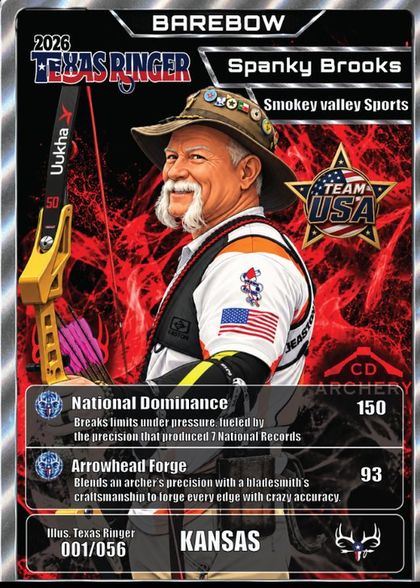 BAREBOW
2026
TEXAS RINGER
Spanky Brooks
Smokey valley Sports
Uukha
50
TEAM
USA
EASTON
CD
ARCHERY
National Dominance
150
Breaks limits under pressure, fueled by
the precision that produced 7 National Records
Arrowhead Forge
93
Blends an archer's precision with a bladesmith's
craftsmanship to forge every edge with crazy accuracy.
Illus. Texas Ringer
001/056
KANSAS